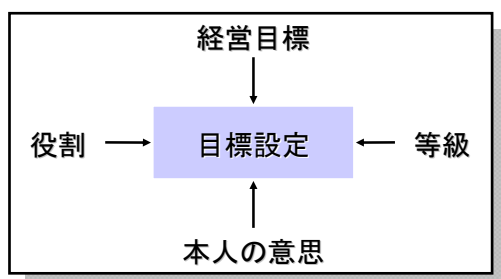 経営目標
役割
目標設定
等級
本人の意思